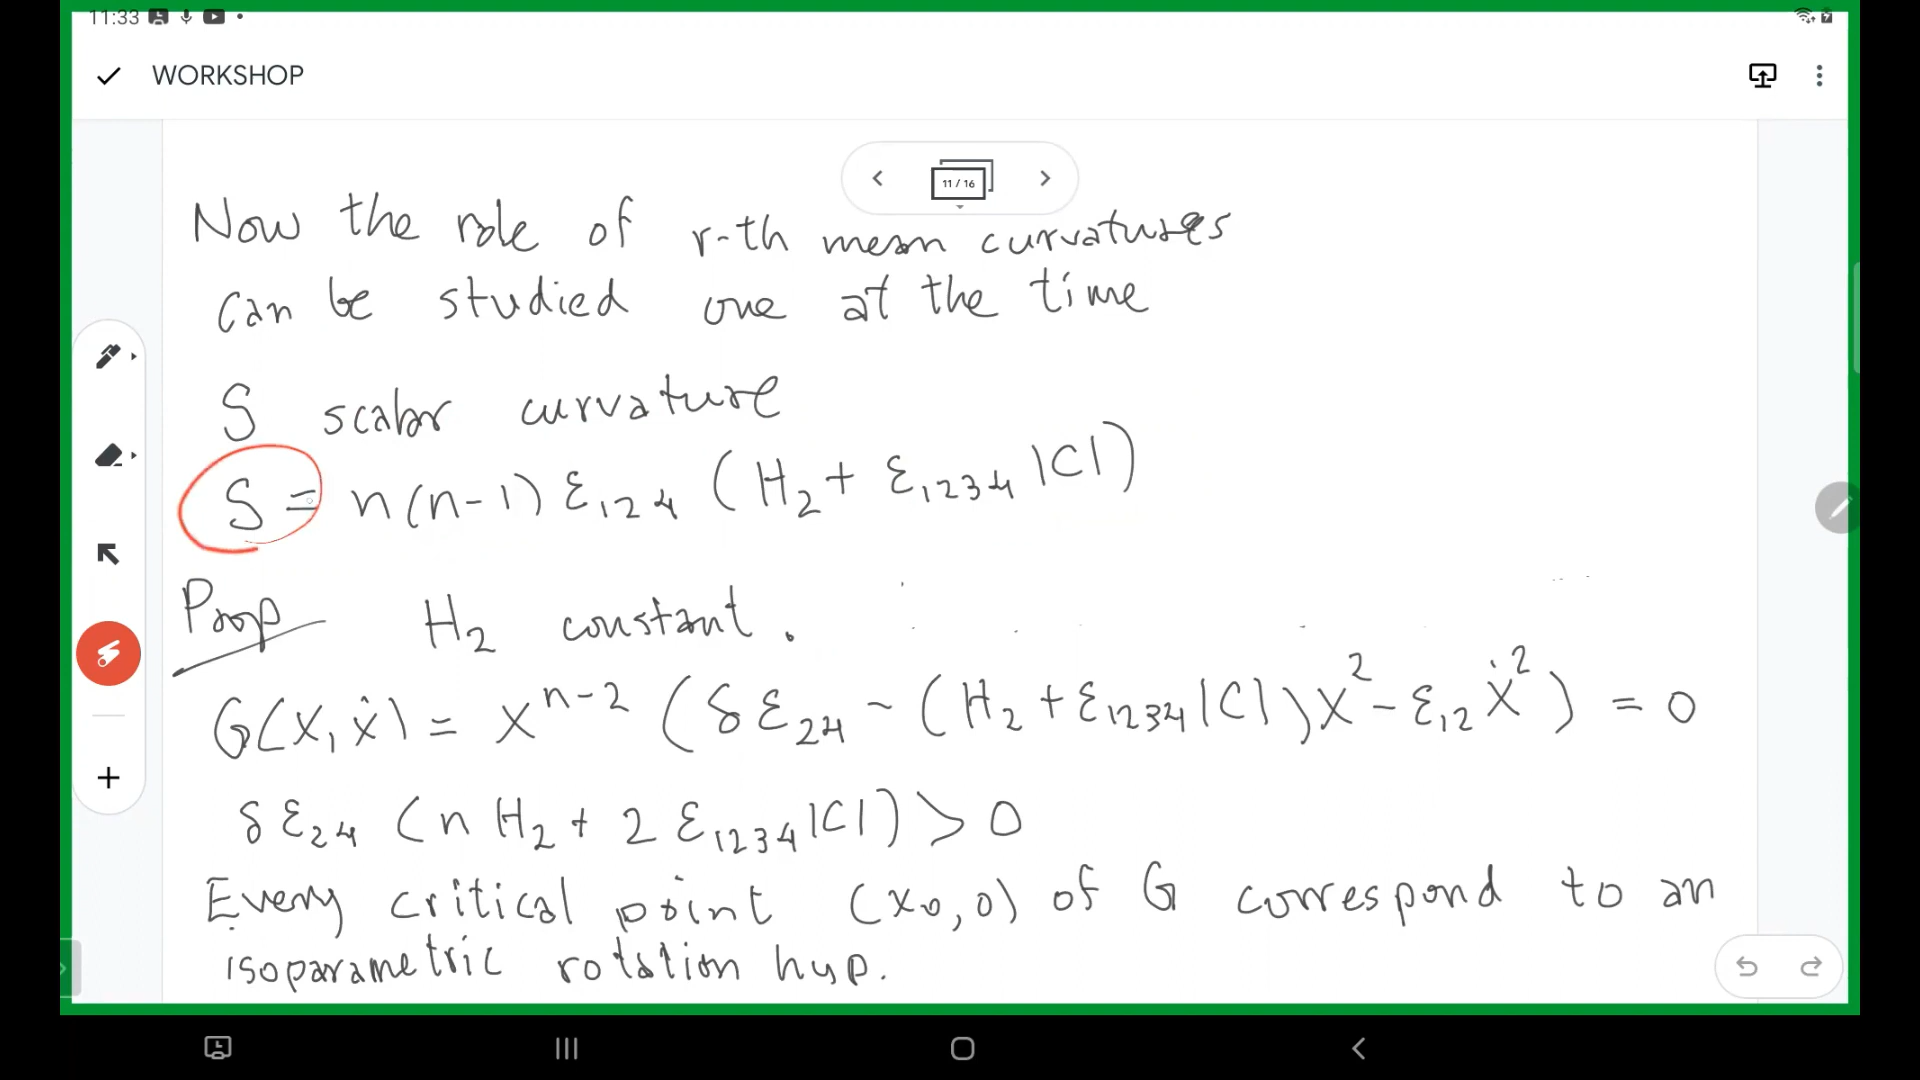 11:33
WORKSHOP
11 / 16
Now the role of r-th mean curvatures
can be studied one at the time
S scalar curvature
S = n(n-1) ε₁₂₄ (H₂ + ε₁₂₃₄ |C|)
Prop H₂ constant.
G(x, ẋ) = x^{n-2} (δ ε₂₄ - (H₂ + ε₁₂₃₄ |C|) x² - ε₁₂ ẋ²) = 0
δ ε₂₄ (n H₂ + 2 ε₁₂₃₄ |C|) > 0
Every critical point (x₀, 0) of G correspond to an
isoparametric rotation hyp.